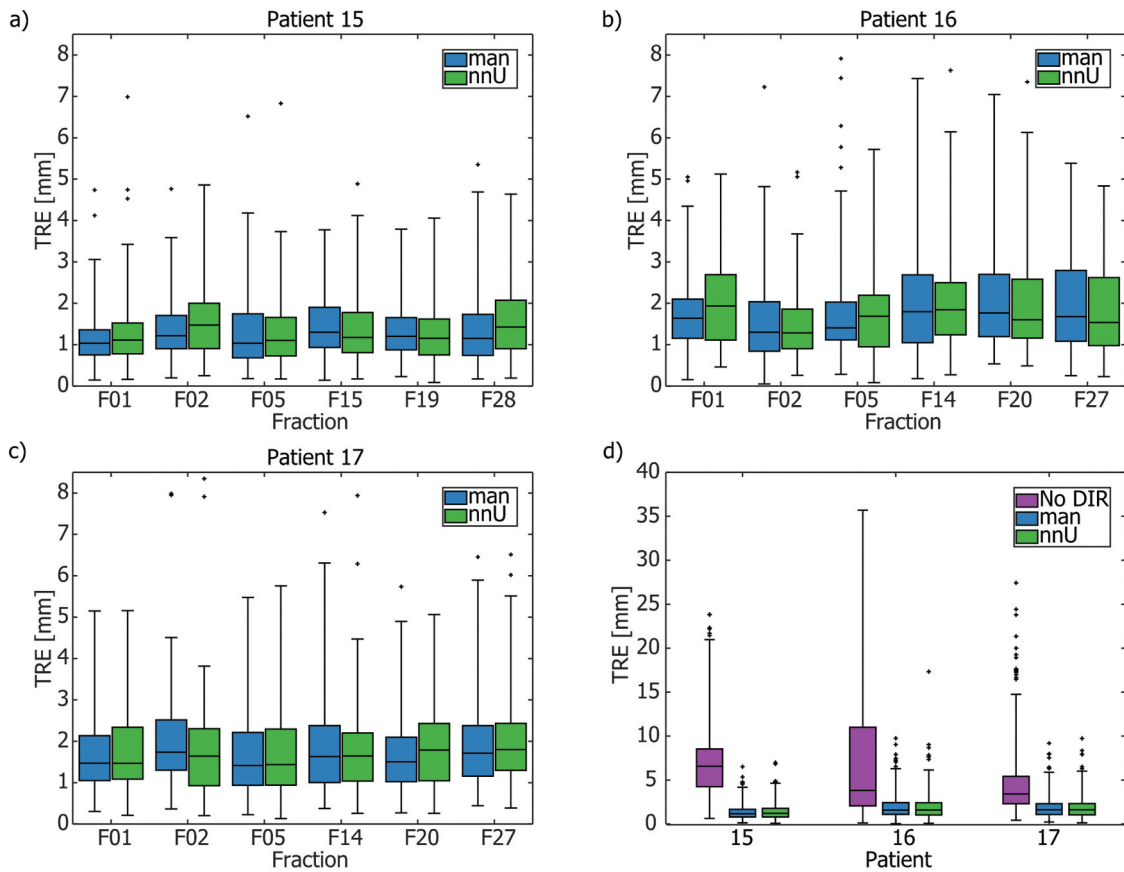 a)
Patient 15
8
7
6
5
4
3
2
1
0
TRE [mm]
man
nnU
F01 F02 F05 F15 F19 F28
Fraction
b)
Patient 16
8
7
6
5
4
3
2
1
0
TRE [mm]
man
nnU
F01 F02 F05 F14 F20 F27
Fraction
c)
Patient 17
8
7
6
5
4
3
2
1
0
TRE [mm]
man
nnU
F01 F02 F05 F14 F20 F27
Fraction
d)
40
35
30
25
20
15
10
5
0
TRE [mm]
No DIR
man
nnU
15 16 17
Patient